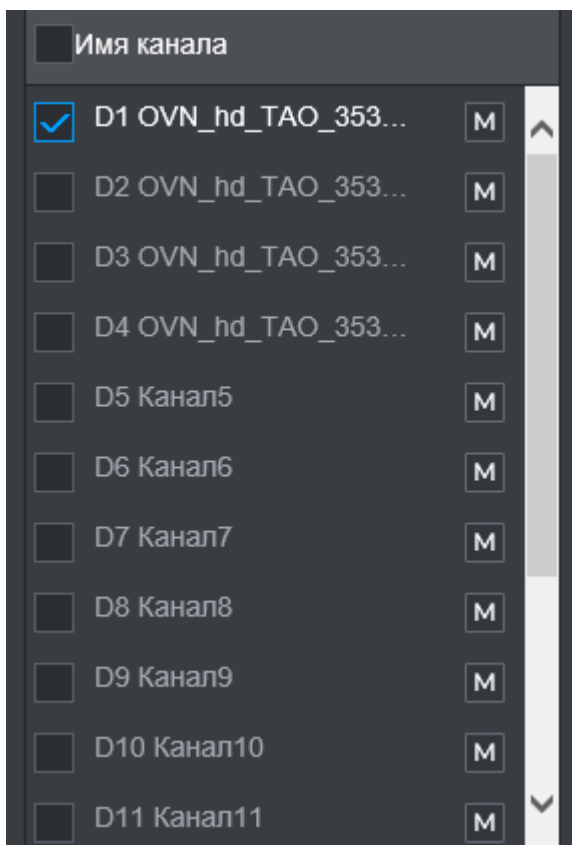 Имя канала
D1 OVN_hd_TAO_353... M
D2 OVN_hd_TAO_353... M
D3 OVN_hd_TAO_353... M
D4 OVN_hd_TAO_353... M
D5 Канал5 M
D6 Канал6 M
D7 Канал7 M
D8 Канал8 M
D9 Канал9 M
D10 Канал10 M
D11 Канал11 M